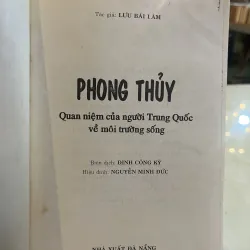 Tác giả: LƯU BÁI LÂM
PHONG THỦY
Quan niệm của người Trung Quốc
về môi trường sống
Biên dịch: ĐINH CÔNG KỲ
Hiệu đính: NGUYỄN MINH ĐỨC
NHÀ XUẤT BẢN ĐÀ NẴNG